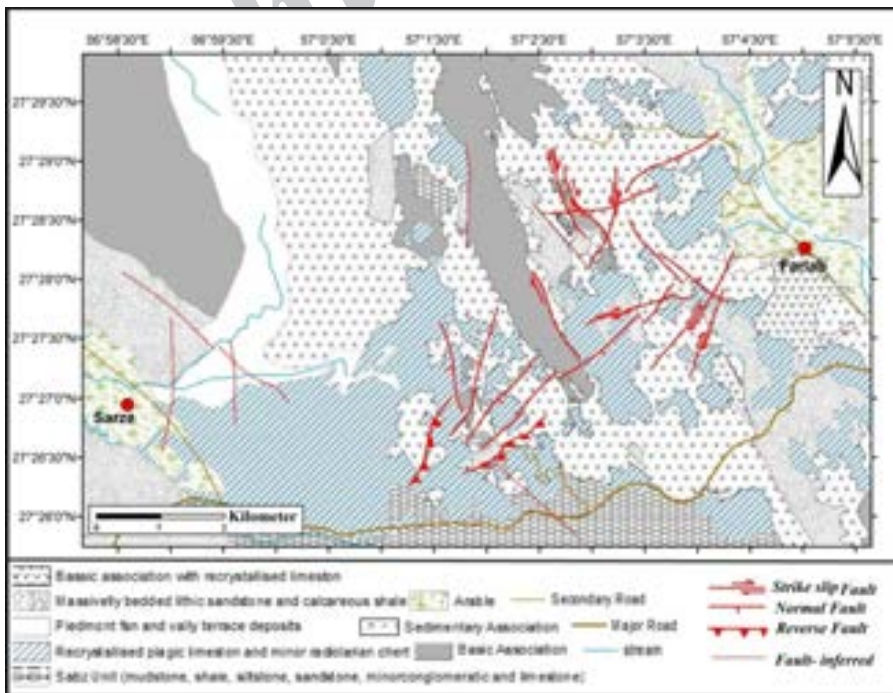 56°58'30"E 56°59'30"E 57°0'30"E 57°1'30"E 57°2'30"E 57°3'30"E 57°4'30"E 57°5'30"E
N
27°29'30"N
27°29'0"N
27°28'30"N
Fariab
27°28'0"N
27°27'30"N
27°27'0"N
Sarze
27°26'30"N
27°26'0"N
Kilometer
Bassic association with recrystalised limeston
Strike slip Fault
Massivelly bedded lithic sandstone and calcareous shale Arable Secondary Road
Normal Fault
Piedmont fan and vally terrace deposits Sedimentary Association Major Road
Reverse Fault
Recrystalised plagic limestone and minor radiolarian chert Basic Association stream
Fault- inferred
Sabz Unit (mudstone, shale, siltstone, sandstone, minorconglomeratic and limestone)